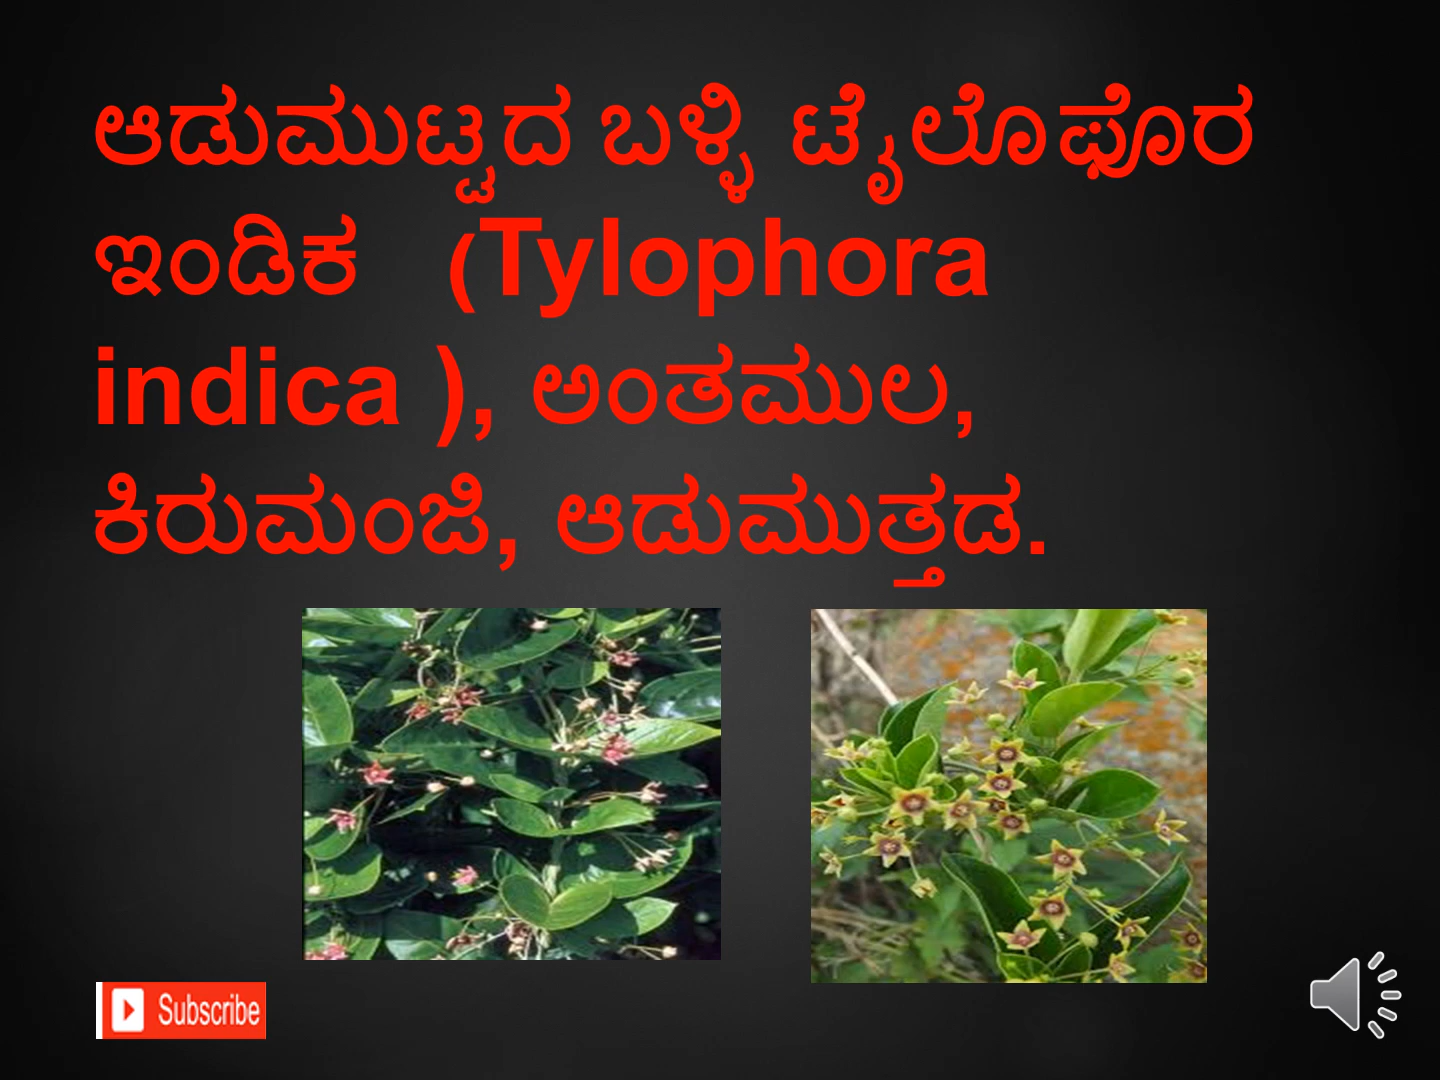 ಆಡುಮುಟ್ಟದ ಬಳ್ಳಿ ಟೈಲೊಫೊರ
ಇಂಡಿಕ (Tylophora
indica ), ಅಂತಮುಲ,
ಕಿರುಮಂಜಿ, ಆಡುಮುತ್ತಡ.
Subscribe